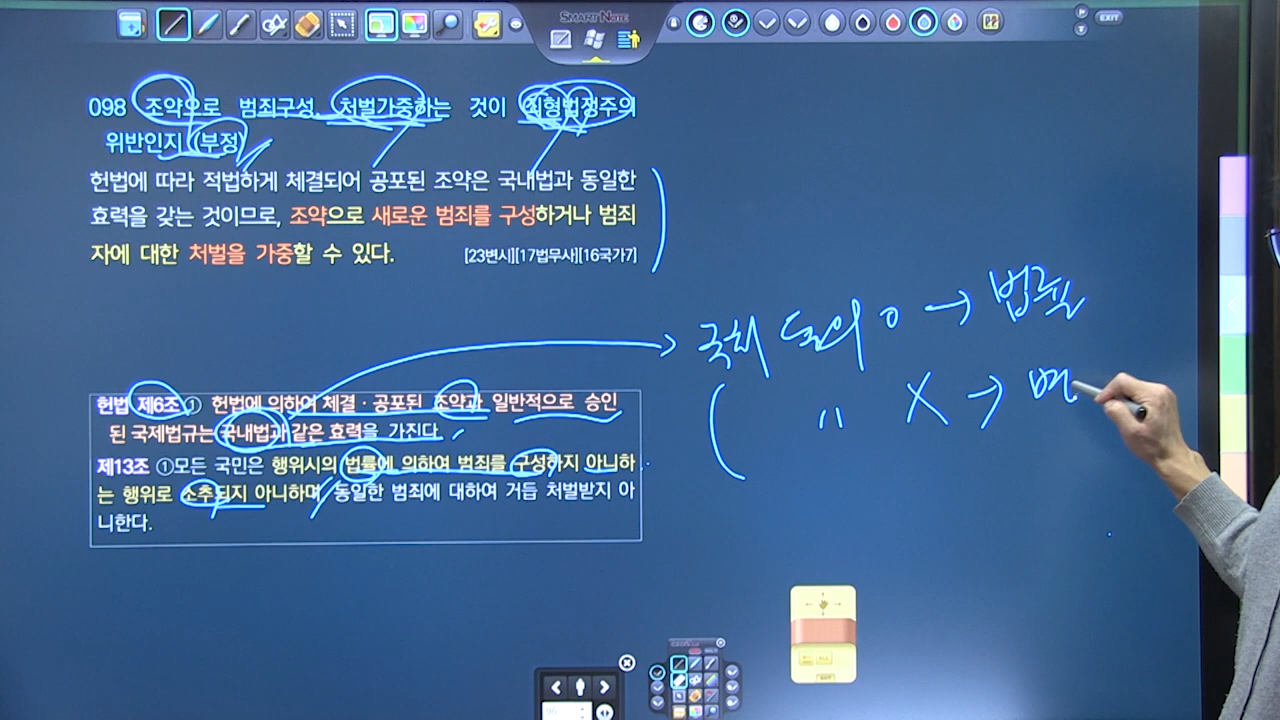 SMARTNOTE
EXIT
098 조약으로 범죄구성, 처벌가중하는 것이 죄형법정주의
위반인지 (부정)
헌법에 따라 적법하게 체결되어 공포된 조약은 국내법과 동일한
효력을 갖는 것이므로, 조약으로 새로운 범죄를 구성하거나 범죄
자에 대한 처벌을 가중할 수 있다. [23변시][17법무사][16국가7]
국회 동의 o → 법률
〃 X →
헌법 제6조 ① 헌법에 의하여 체결·공포된 조약과 일반적으로 승인
된 국제법규는 국내법과 같은 효력을 가진다.
제13조 ①모든 국민은 행위시의 법률에 의하여 범죄를 구성하지 아니하
는 행위로 소추되지 아니하며 동일한 범죄에 대하여 거듭 처벌받지 아
니한다.